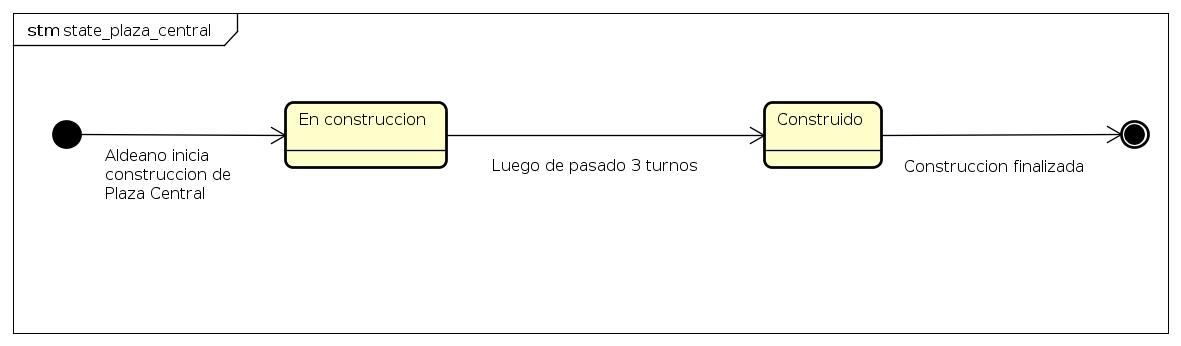 stm state_plaza_central
En construccion
Construido
Aldeano inicia
construccion de
Plaza Central
Luego de pasado 3 turnos
Construccion finalizada